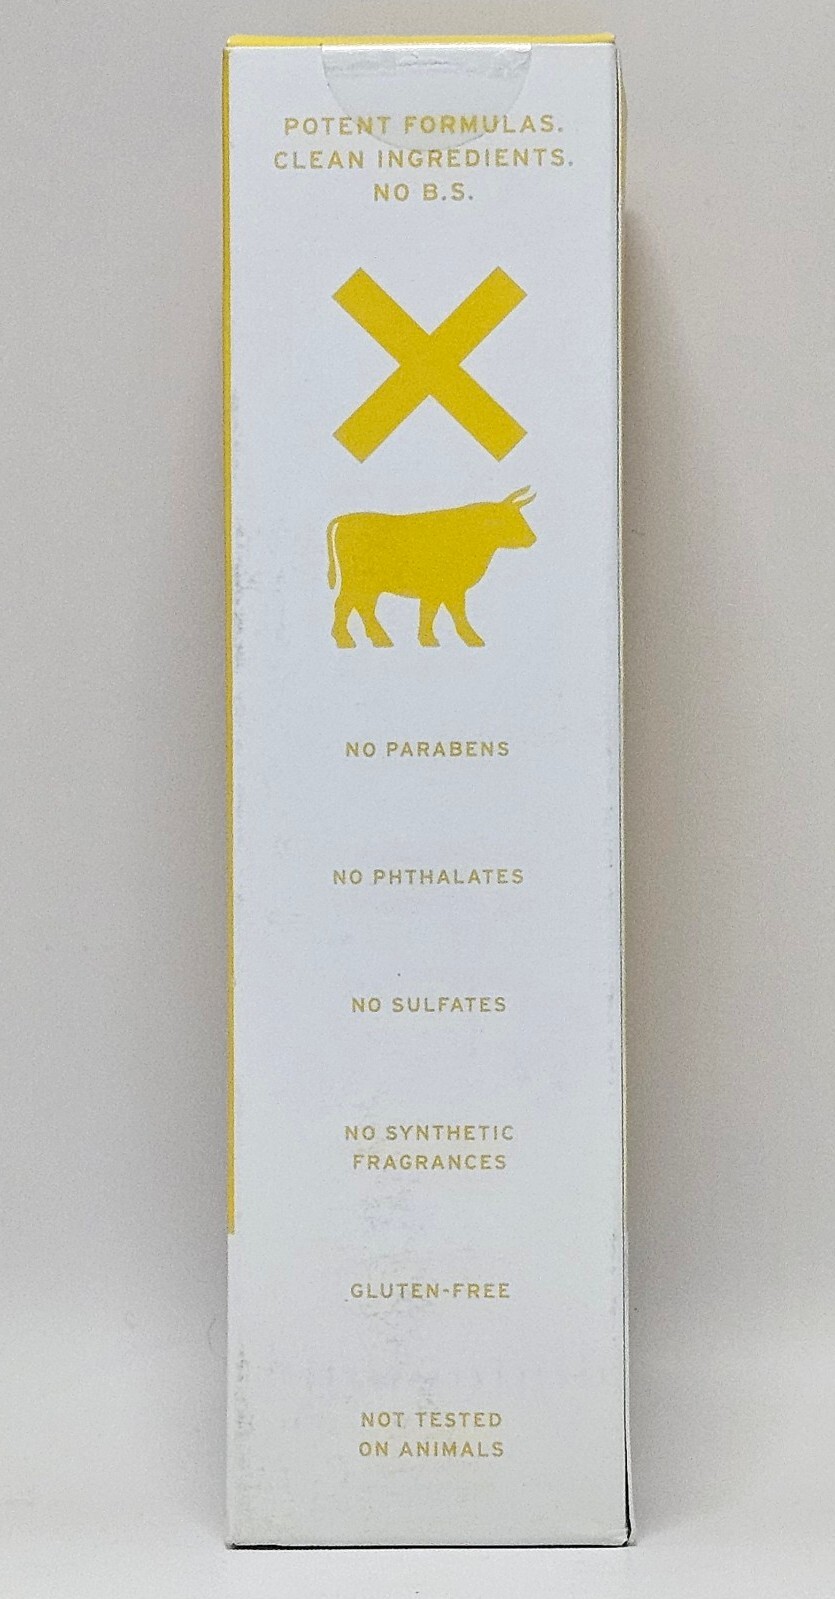 POTENT FORMULAS.
CLEAN INGREDIENTS.
NO B.S.
NO PARABENS
NO PHTHALATES
NO SULFATES
NO SYNTHETIC
FRAGRANCES
GLUTEN-FREE
NOT TESTED
ON ANIMALS